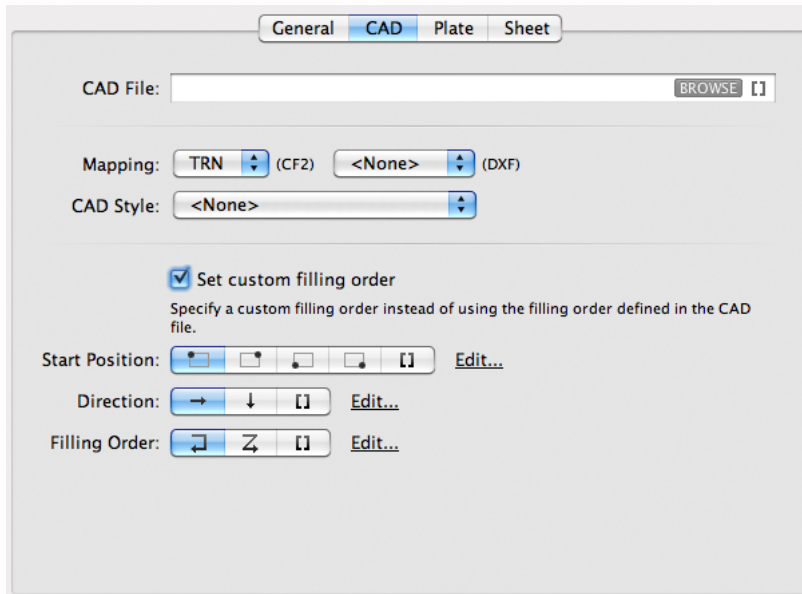 General CAD Plate Sheet
CAD File: BROWSE []
Mapping: TRN (CF2) <None> (DXF)
CAD Style: <None>
Set custom filling order
Specify a custom filling order instead of using the filling order defined in the CAD
file.
Start Position: [] Edit...
Direction: [] Edit...
Filling Order: [] Edit...